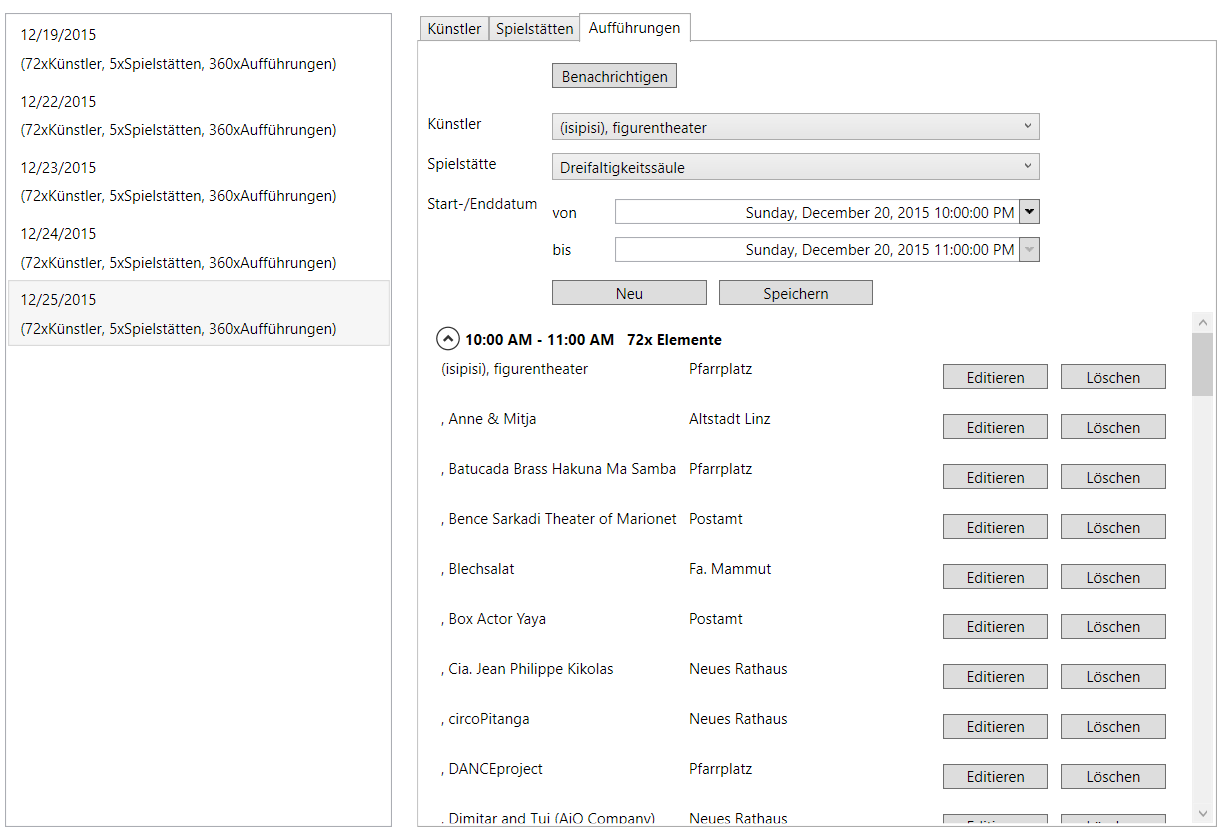 12/19/2015
(72xKünstler, 5xSpielstätten, 360xAufführungen)
12/22/2015
(72xKünstler, 5xSpielstätten, 360xAufführungen)
12/23/2015
(72xKünstler, 5xSpielstätten, 360xAufführungen)
12/24/2015
(72xKünstler, 5xSpielstätten, 360xAufführungen)
12/25/2015
(72xKünstler, 5xSpielstätten, 360xAufführungen)
Künstler Spielstätten Aufführungen
Benachrichtigen
Künstler (isipisi), figurentheater
Spielstätte Dreifaltigkeitssäule
Start-/Enddatum von Sunday, December 20, 2015 10:00:00 PM
bis Sunday, December 20, 2015 11:00:00 PM
Neu Speichern
10:00 AM - 11:00 AM 72x Elemente
(isipisi), figurentheater Pfarrplatz Editieren Löschen
, Anne & Mitja Altstadt Linz Editieren Löschen
, Batucada Brass Hakuna Ma Samba Pfarrplatz Editieren Löschen
, Bence Sarkadi Theater of Marionet Postamt Editieren Löschen
, Blechsalat Fa. Mammut Editieren Löschen
, Box Actor Yaya Postamt Editieren Löschen
, Cia. Jean Philippe Kikolas Neues Rathaus Editieren Löschen
, circoPitanga Neues Rathaus Editieren Löschen
, DANCEproject Pfarrplatz Editieren Löschen
, Dimitar and Tui (AiO Company) Neues Rathaus Editieren Löschen